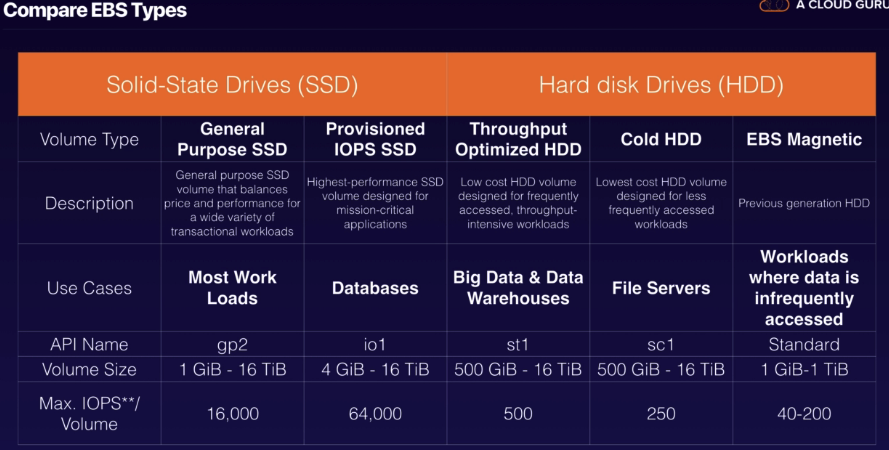 Compare EBS Types
A CLOUD GURU
Solid-State Drives (SSD)
Hard disk Drives (HDD)
Volume Type
General
Purpose SSD
Provisioned
IOPS SSD
Throughput
Optimized HDD
Cold HDD
EBS Magnetic
Description
General purpose SSD
volume that balances
price and performance for
a wide variety of
transactional workloads
Highest-performance SSD
volume designed for
mission-critical
applications
Low cost HDD volume
designed for frequently
accessed, throughput-
intensive workloads
Lowest cost HDD volume
designed for less
frequently accessed
workloads
Previous generation HDD
Use Cases
Most Work
Loads
Databases
Big Data & Data
Warehouses
File Servers
Workloads
where data is
infrequently
accessed
API Name
gp2
io1
st1
sc1
Standard
Volume Size
1 GiB - 16 TiB
4 GiB - 16 TiB
500 GiB - 16 TiB
500 GiB - 16 TiB
1 GiB-1 TiB
Max. IOPS**/
Volume
16,000
64,000
500
250
40-200